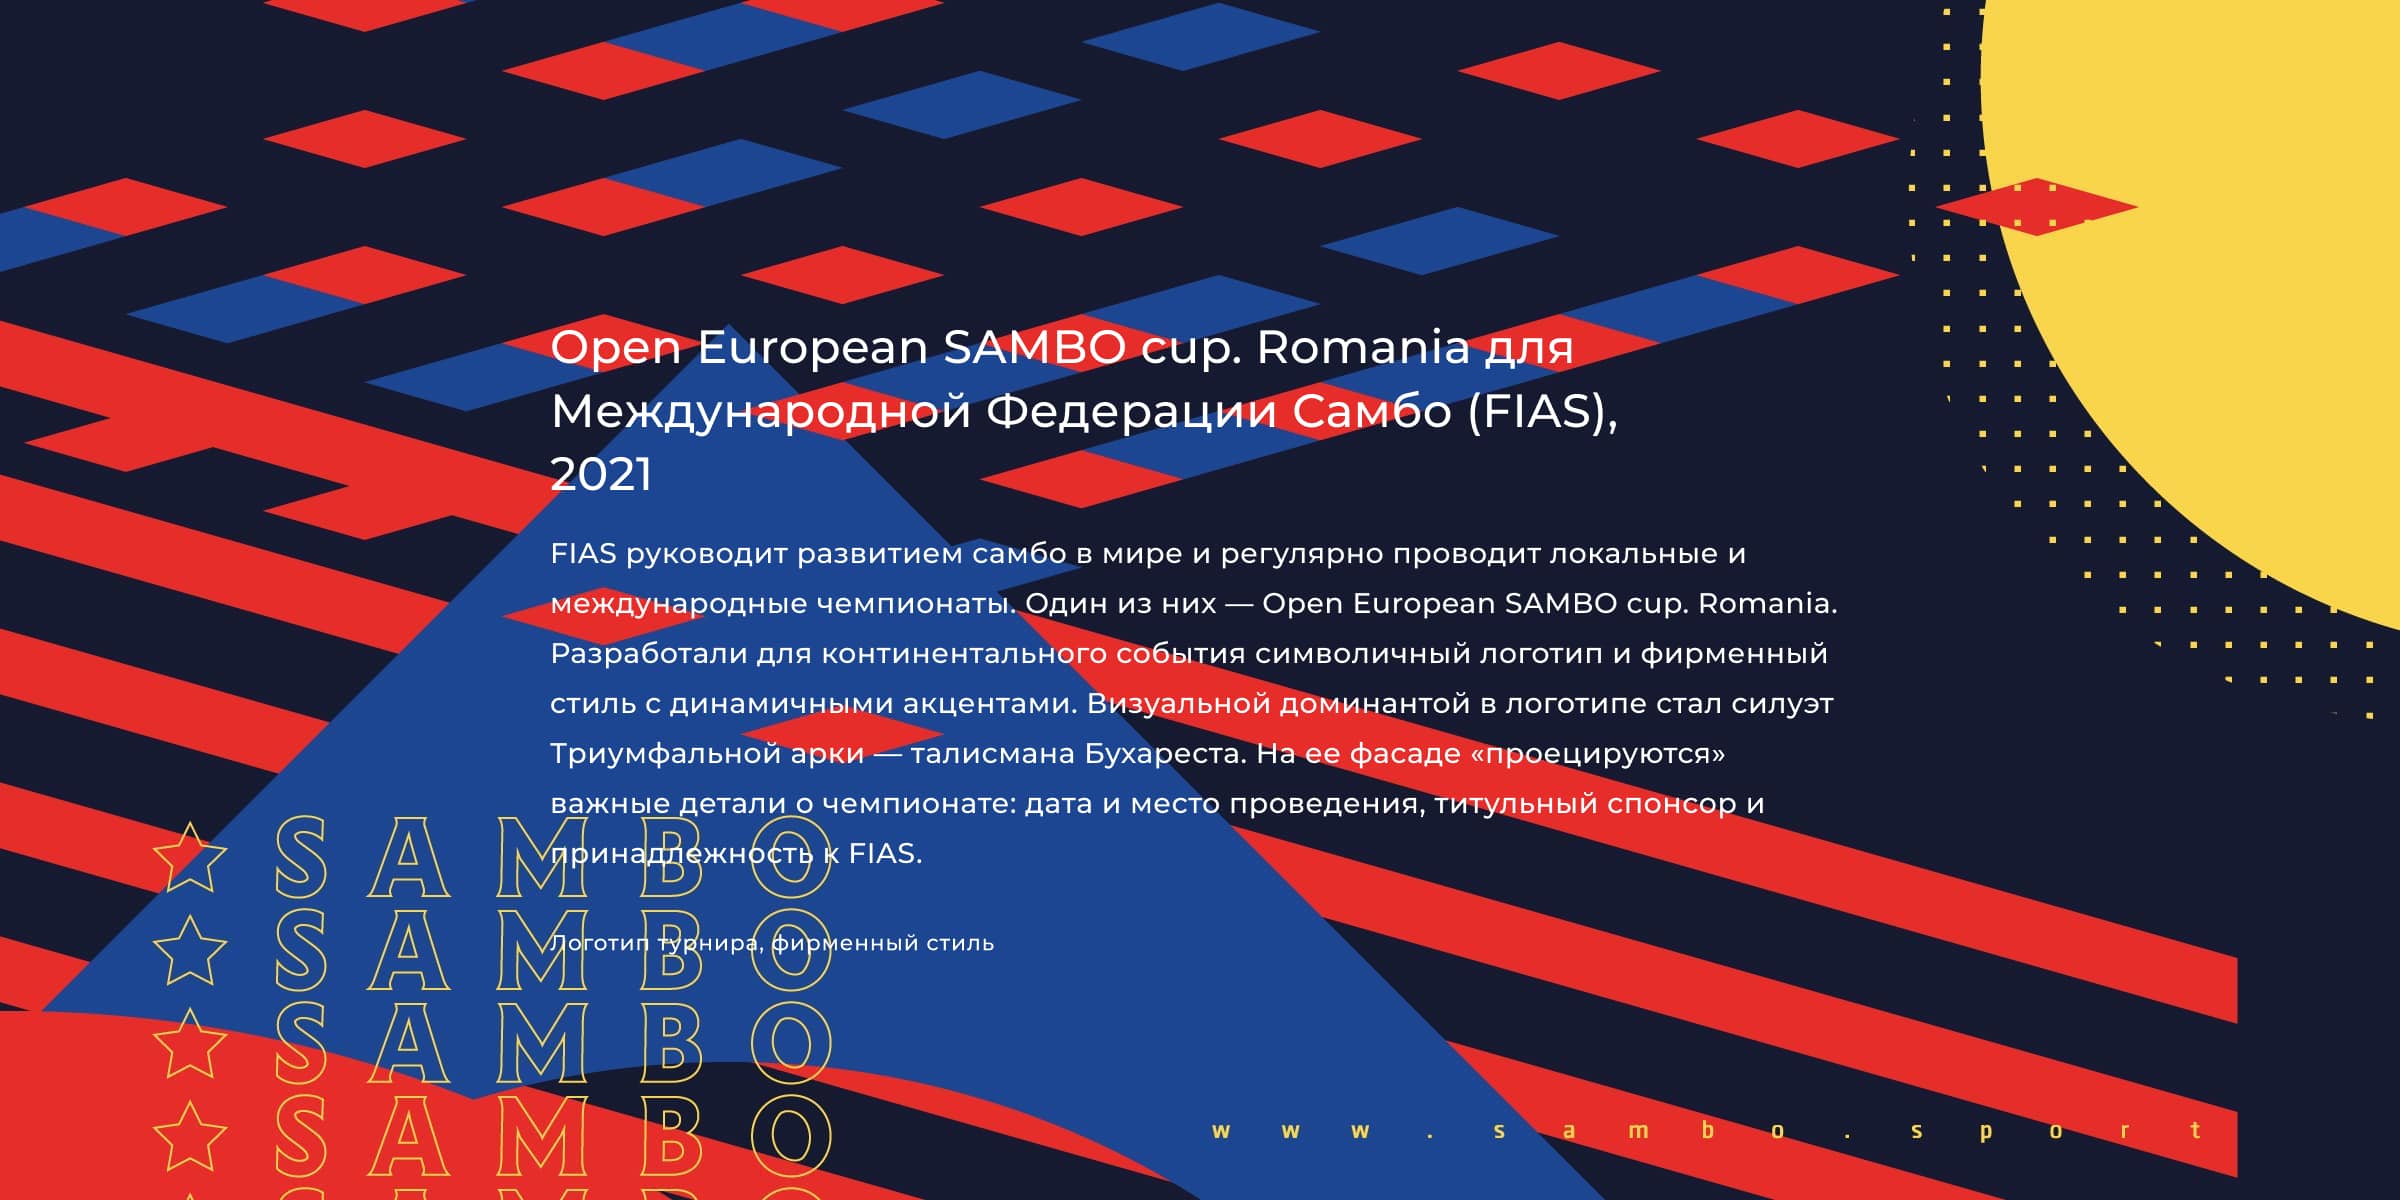 Open European SAMBO cup. Romania для
Международной Федерации Самбо (FIAS),
2021
FIAS руководит развитием самбо в мире и регулярно проводит локальные и
международные чемпионаты. Один из них — Open European SAMBO cup. Romania.
Разработали для континентального события символичный логотип и фирменный
стиль с динамичными акцентами. Визуальной доминантой в логотипе стал силуэт
Триумфальной арки — талисмана Бухареста. На ее фасаде «проецируются»
важные детали о чемпионате: дата и место проведения, титульный спонсор и
принадлежность к FIAS.
Логотип турнира, фирменный стиль
SAMBO
SAMBO
SAMBO
SAMBO
www.sambo.sport